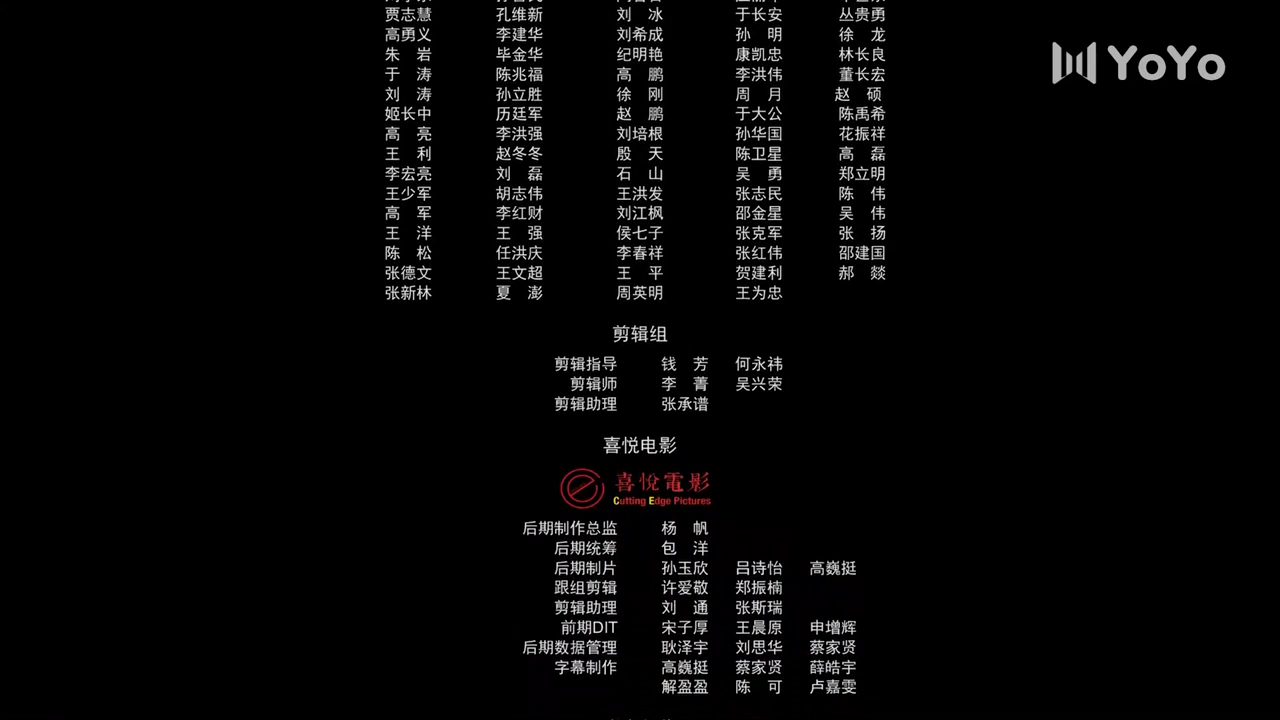 贾志慧 孔维新 刘 冰 于长安 丛贵勇
YoYo
高勇义 李建华 刘希成 孙 明 徐 龙
朱 岩 毕金华 纪明艳 康凯忠 林长良
于 涛 陈兆福 高 鹏 李洪伟 董长宏
刘 涛 孙立胜 徐 刚 周 月 赵 硕
姬长中 历廷军 赵 鹏 于大公 陈禹希
高 亮 李洪强 刘培根 孙华国 花振祥
王 利 赵冬冬 殷 天 陈卫星 高 磊
李宏亮 刘 磊 石 山 吴 勇 郑立明
王少军 胡志伟 王洪发 张志民 陈 伟
高 军 李红财 刘江枫 邵金星 吴 伟
王 洋 王 强 侯七子 张克军 张 扬
陈 松 任洪庆 李春祥 张红伟 邵建国
张德文 王文超 王 平 贺建利 郝 燚
张新林 夏 澎 周英明 王为忠
剪辑组
剪辑指导 钱 芳 何永祎
剪辑师 李 菁 吴兴荣
剪辑助理 张承谱
喜悦电影
喜悅電影
Cutting Edge Pictures
后期制作总监 杨 帆
后期统筹 包 洋
后期制片 孙玉欣 吕诗怡 高巍挺
跟组剪辑 许爱敬 郑振楠
剪辑助理 刘 通 张斯瑞
前期DIT 宋子厚 王晨原 申增辉
后期数据管理 耿泽宇 刘思华 蔡家贤
字幕制作 高巍挺 蔡家贤 薛皓宇
解盈盈 陈 可 卢嘉雯